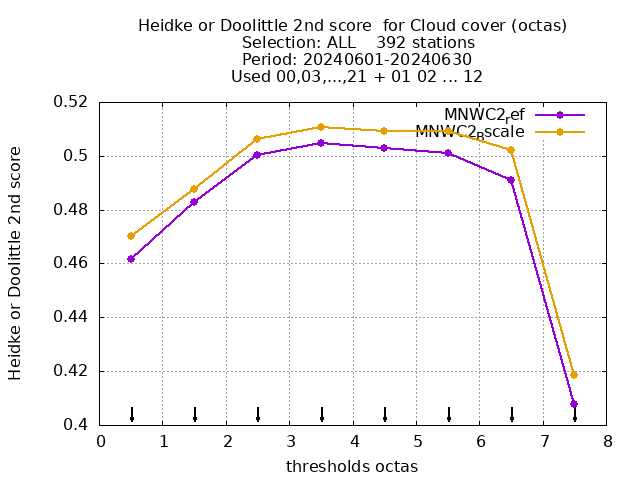 Heidke or Doolittle 2nd score  for Cloud cover (octas)
Selection: ALL    392 stations
Period: 20240601-20240630
Used 00,03,...,21 + 01 02 ... 12
MNWC2ref
MNWC2Rscale
Heidke or Doolittle 2nd score
0.52
0.5
0.48
0.46
0.44
0.42
0.4
0 1 2 3 4 5 6 7 8
thresholds octas